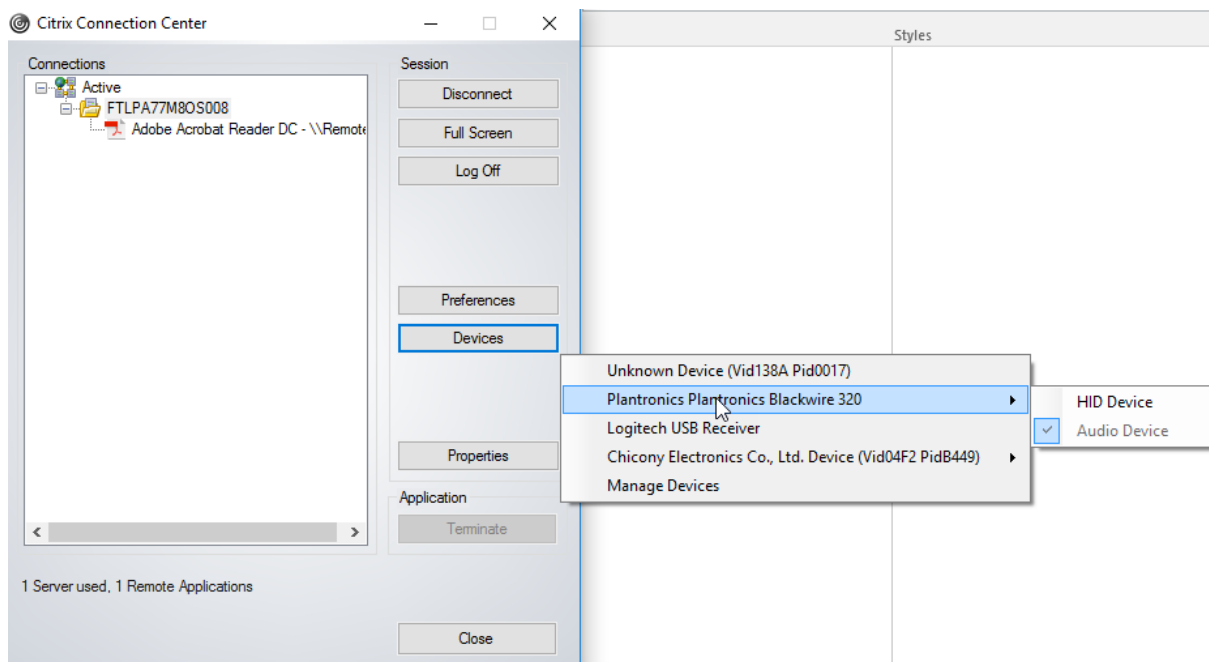 Citrix Connection Center
Styles
Connections
Active
FTLPA77M8OS008
Adobe Acrobat Reader DC - \\Remote
Session
Disconnect
Full Screen
Log Off
Preferences
Devices
Properties
Application
Terminate
Unknown Device (Vid138A Pid0017)
Plantronics Plantronics Blackwire 320
Logitech USB Receiver
Chicony Electronics Co., Ltd. Device (Vid04F2 PidB449)
Manage Devices
HID Device
Audio Device
1 Server used, 1 Remote Applications
Close